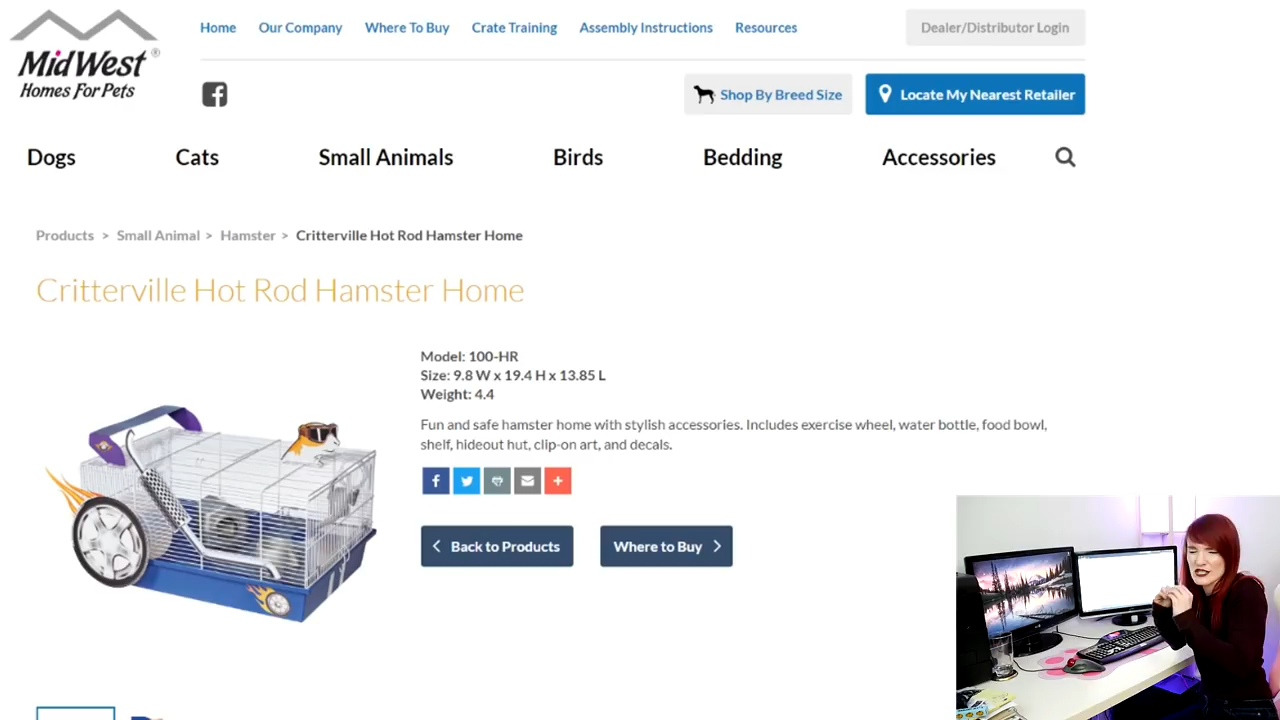 Home Our Company Where To Buy Crate Training Assembly Instructions Resources Dealer/Distributor Login
MidWest®
Homes For Pets
Shop By Breed Size Locate My Nearest Retailer
Dogs Cats Small Animals Birds Bedding Accessories
Products > Small Animal > Hamster > Critterville Hot Rod Hamster Home
Critterville Hot Rod Hamster Home
Model: 100-HR
Size: 9.8 W x 19.4 H x 13.85 L
Weight: 4.4
Fun and safe hamster home with stylish accessories. Includes exercise wheel, water bottle, food bowl,
shelf, hideout hut, clip-on art, and decals.
< Back to Products Where to Buy >